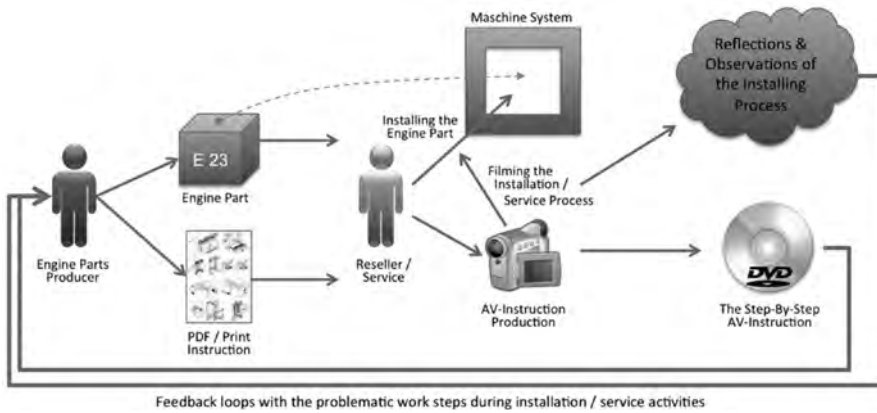 Maschine System
Reflections &
Observations of
the Installing
Process
Installing the
Engine Part
E 23
Engine Part
Filming the
Installation /
Service Process
Engine Parts
Producer
Reseller /
Service
AV-Instruction
Production
DVD
The Step-By-Step
AV-Instruction
PDF / Print
Instruction
Feedback loops with the problematic work steps during installation / service activities